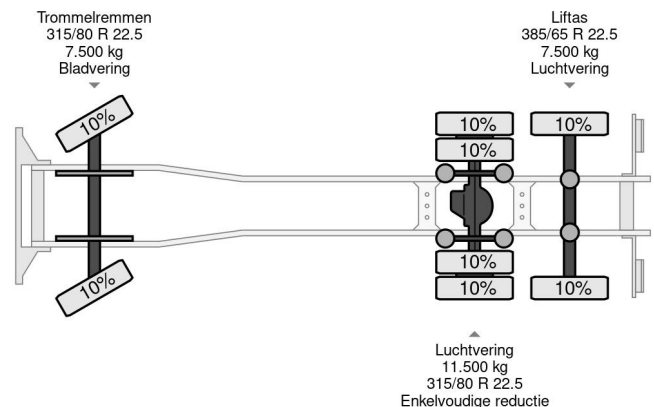 Trommelremmen
315/80 R 22.5
7.500 kg
Bladvering
Liftas
385/65 R 22.5
7.500 kg
Luchtvering
10%
10%
10%
10%
10%
10%
10%
10%
Luchtvering
11.500 kg
315/80 R 22.5
Enkelvoudige reductie